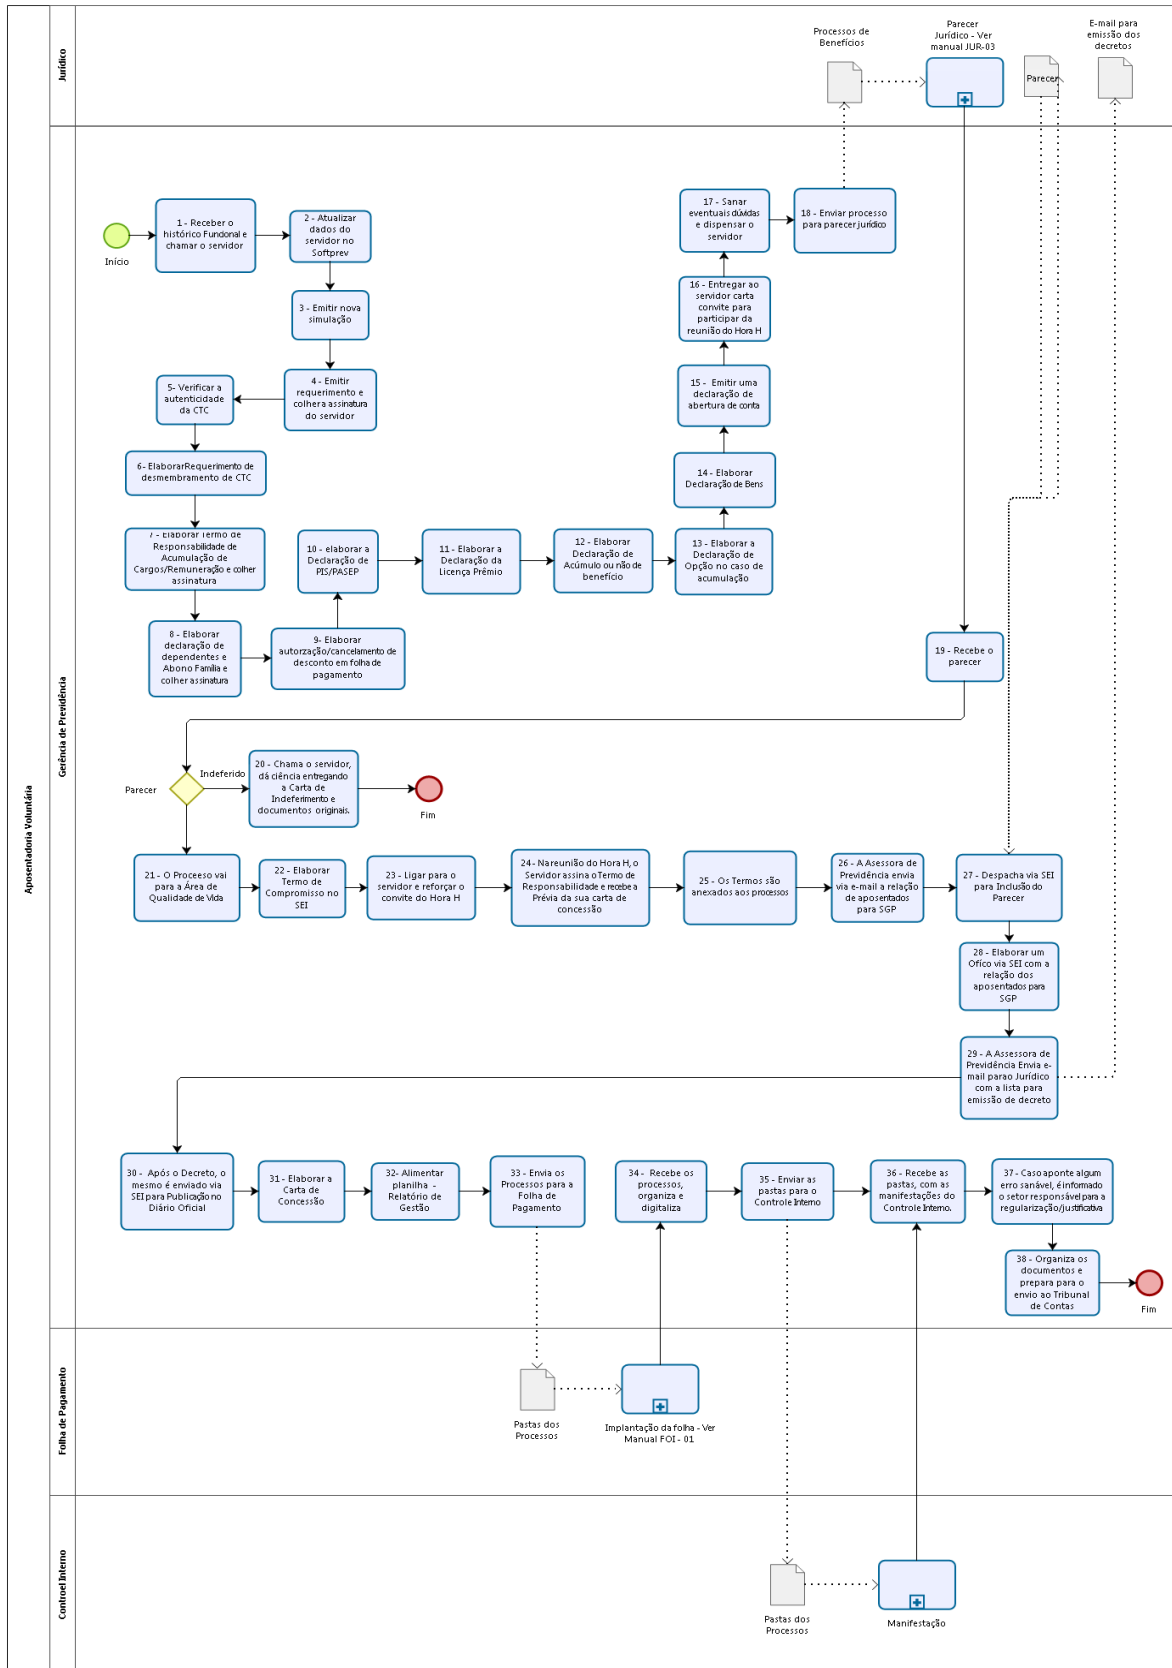 Aposentadoria Voluntária
Jurídico
Processos de
Benefícios
Parecer
Jurídico - Ver
manual JUR-03
Parecer
E-mail para
emissão dos
decretos
Gerência de Previdência
Início
1 - Receber o
histórico Funcional e
chamar o servidor
2 - Atualizar
dados do
servidor no
Softprev
3 - Emitir nova
simulação
4 - Emitir
requerimento e
colher a assinatura
do servidor
5- Verificar a
autenticidade
da CTC
6- Elaborar Requerimento de
desmembramento de CTC
7 - Elaborar Termo de
Responsabilidade de
Acumulação de
Cargos/Remuneração e colher
assinatura
8 - Elaborar
declaração de
dependentes e
Abono Família e
colher assinatura
9- Elaborar
autorzação/cancelamento de
desconto em folha de
pagamento
10 - elaborar a
Declaração de
PIS/PASEP
11 - Elaborar a
Declaração da
Licença Prêmio
12 - Elaborar
Declaração de
Acúmulo ou não de
benefício
13 - Elaborar a
Declaração de
Opção no caso de
acumulação
14 - Elaborar
Declaração de Bens
15 - Emitir uma
declaração de
abertura de conta
16 - Entregar ao
servidor carta
convite para
participar da
reunião do Hora H
17 - Sanar
eventuais dúvidas
e dispensar o
servidor
18 - Enviar processo
para parecer jurídico
19 - Recebe o
parecer
Parecer
Indeferido
20 - Chama o servidor,
dá ciência entregando
a Carta de
Indeferimento e
documentos originais.
Fim
21 - O Proceso vai
para a Área de
Qualidade de Vida
22 - Elaborar
Termo de
Compromisso no
SEI
23 - Ligar para o
servidor e reforçar o
convite do Hora H
24 - Na reunião do Hora H, o
Servidor assina o Termo de
Responsabilidade e recebe a
Prévia da sua carta de
concessão
25 - Os Termos são
anexados aos processos
26 - A Asessora de
Previdência envia
via e-mail a relação
de aposentados
para SGP
27 - Despacha via SEI
para Inclusão do
Parecer
28 - Elaborar um
Ofíco via SEI com a
relação dos
aposentados para
SGP
29 - A Assessora de
Previdência Envia e-
mail para o Jurídico
com a lista para
emissão de decreto
30 - Após o Decreto, o
mesmo é enviado via
SEI para Publicação no
Diário Oficial
31 - Elaborar a
Carta de
Concessão
32- Alimentar
planilha -
Relatório de
Gestão
33 - Envia os
Processos para a
Folha de
Pagamento
34 - Recebe os
processos,
organiza e
digitaliza
35 - Enviar as
pastas para o
Controle Interno
36 - Recebe as
pastas, com as
manifestações do
Controle Interno.
37 - Caso aponte algum
erro sanável, é informado
o setor responsável para a
regularização/justificativa
38 - Organiza os
documentos e
prepara para o
envio ao Tribunal
de Contas
Fim
Folha de Pagamento
Pastas dos
Processos
Implantação da folha - Ver
Manual FOI - 01
Controel Interno
Pastas dos
Processos
Manifestação